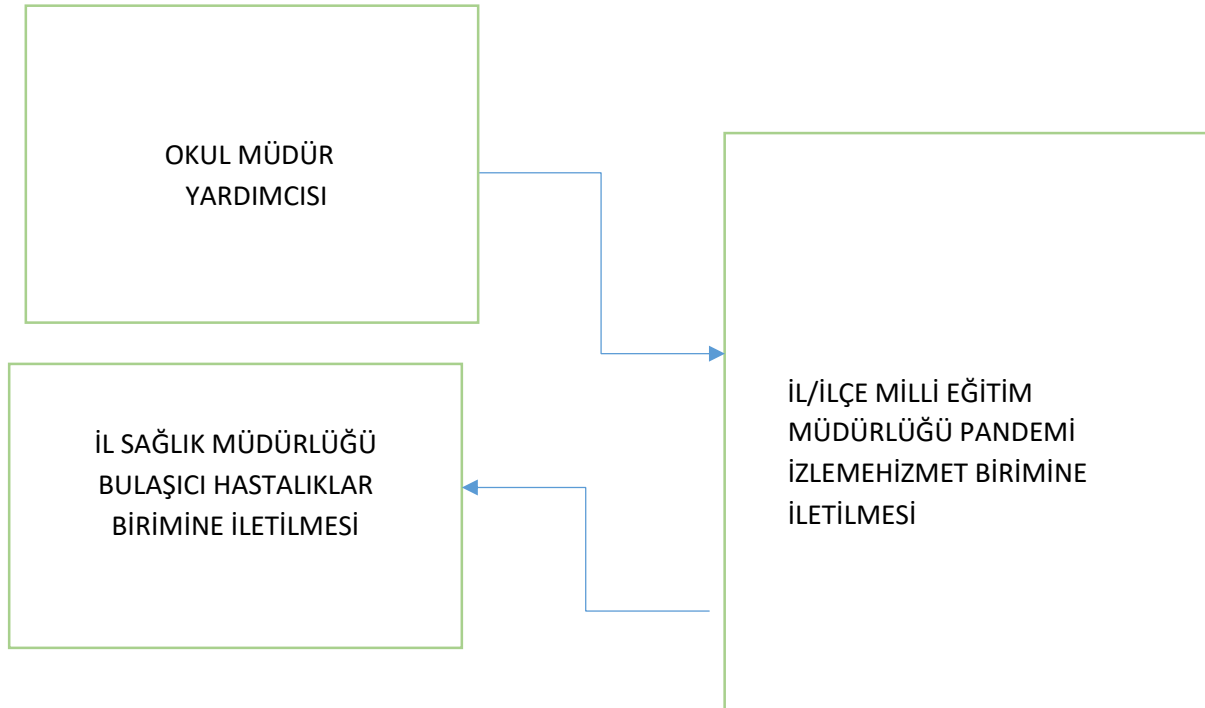 OKUL MÜDÜR
YARDIMCISI
İL/İLÇE MİLLİ EĞİTİM
MÜDÜRLÜĞÜ PANDEMİ
İZLEMEHİZMET BİRİMİNE
İLETİLMESİ
İL SAĞLIK MÜDÜRLÜĞÜ
BULAŞICI HASTALIKLAR
BİRİMİNE İLETİLMESİ